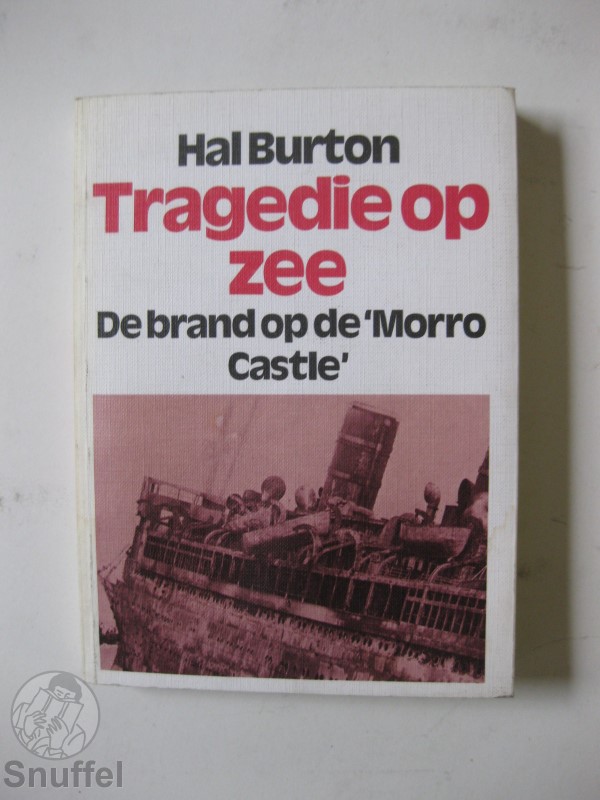 Hal Burton
Tragedie op
zee
De brand op de 'Morro
Castle'
Snuffel